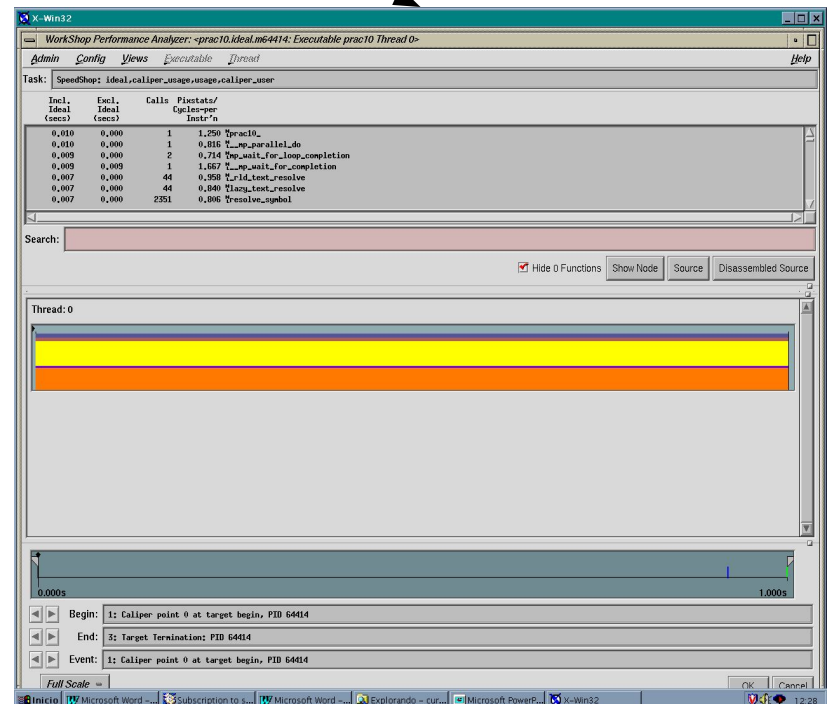 X-Win32
WorkShop Performance Analyzer: <prac10.ideal.m64414: Executable prac10 Thread 0>
Admin Config Views Executable Thread Help
Task: SpeedShop: ideal,caliper_usage,usage,caliper_user
Incl. Excl. Calls Pixstats/
Ideal Ideal Cycles-per
(secs) (secs) Instr'n
0.010 0.000 1 1.250 prac10_
0.010 0.000 1 0.816 __mp_parallel_do
0.009 0.000 2 0.714 mp_wait_for_loop_completion
0.009 0.000 1 1.667 __mp_wait_for_completion
0.007 0.000 44 0.958 _rld_text_resolve
0.007 0.000 44 0.840 lazy_text_resolve
0.007 0.000 2351 0.806 resolve_symbol
Search:
Hide 0 Functions Show Node Source Disassembled Source
Thread: 0
0.000s 1.000s
Begin: 1: Caliper point 0 at target begin, PID 64414
End: 3: Target Termination: PID 64414
Event: 1: Caliper point 0 at target begin, PID 64414
Full Scale OK Cancel
Inicio Microsoft Word -... Subscription to s... Microsoft Word -... Explorando - cur... Microsoft PowerP... X-Win32 12:28